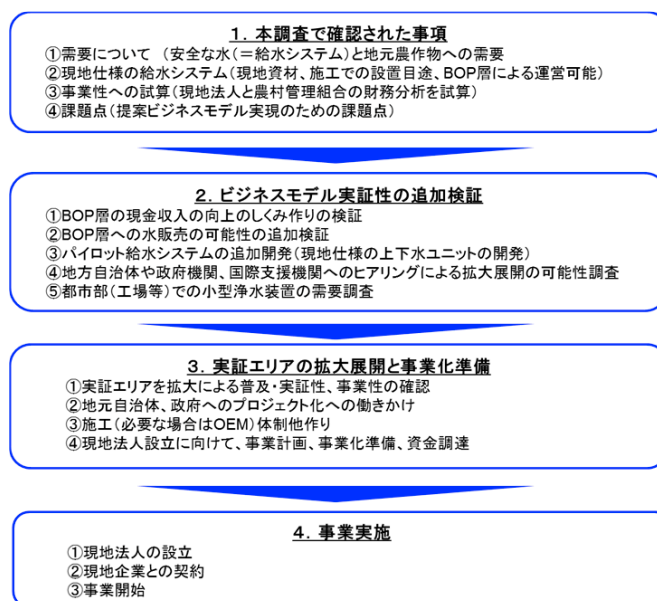 1．本調査で確認された事項
①需要について （安全な水（＝給水システム）と地元農作物への需要
②現地仕様の給水システム（現地資材、施工での設置目途、BOP層による運営可能）
③事業性への試算（現地法人と農村管理組合の財務分析を試算）
④課題点（提案ビジネスモデル実現のための課題点）
2．ビジネスモデル実証性の追加検証
①BOP層の現金収入の向上のしくみ作りの検証
②BOP層への水販売の可能性の追加検証
③パイロット給水システムの追加開発（現地仕様の上下水ユニットの開発）
④地方自治体や政府機関、国際支援機関へのヒアリングによる拡大展開の可能性調査
⑤都市部（工場等）での小型浄水装置の需要調査
3．実証エリアの拡大展開と事業化準備
①実証エリアを拡大による普及・実証性、事業性の確認
②地元自治体、政府へのプロジェクト化への働きかけ
③施工（必要な場合はOEM）体制他作り
④現地法人設立に向けて、事業計画、事業化準備、資金調達
4．事業実施
①現地法人の設立
②現地企業との契約
③事業開始